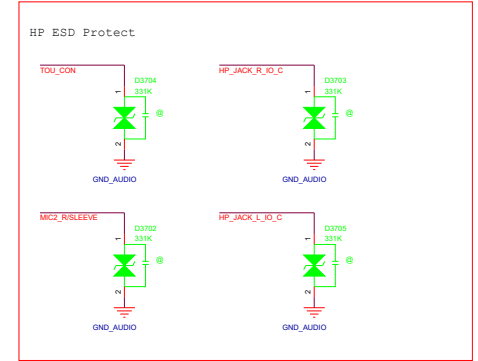 HP ESD Protect
TOU_CON
D3704
331K
1
@
2
GND_AUDIO
HP_JACK_R_IO_C
D3703
331K
1
@
2
GND_AUDIO
MIC2_R/SLEEVE
D3702
331K
1
@
2
GND_AUDIO
HP_JACK_L_IO_C
D3705
331K
1
@
2
GND_AUDIO